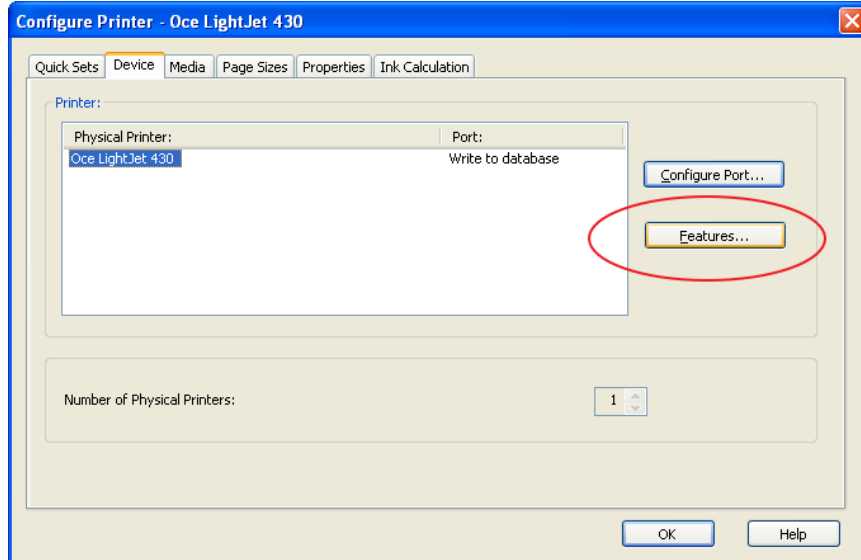 Configure Printer - Oce LightJet 430
Quick Sets Device Media Page Sizes Properties Ink Calculation
Printer:
Physical Printer: Port:
Oce LightJet 430 Write to database
Configure Port...
Features...
Number of Physical Printers: 1
OK Help